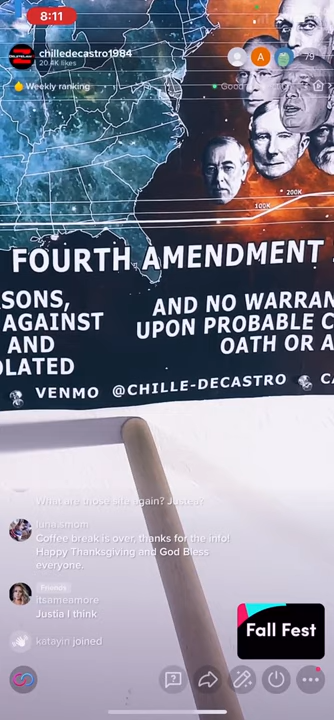 8:11
chilledecastro1984
20.4K likes
A
79
Weekly ranking
200K
100K
FOURTH AMENDMENT
SONS,
AGAINST
AND
OLATED
AND NO WARRAN
UPON PROBABLE C
OATH OR A
VENMO @CHILLE-DECASTRO CA
What are those site again? Justea?
luna'smom
Coffee break is over, thanks for the info!
Happy Thanksgiving and God Bless
everyone.
Friends
itsameamore
Justia I think
katayin joined
Fall Fest